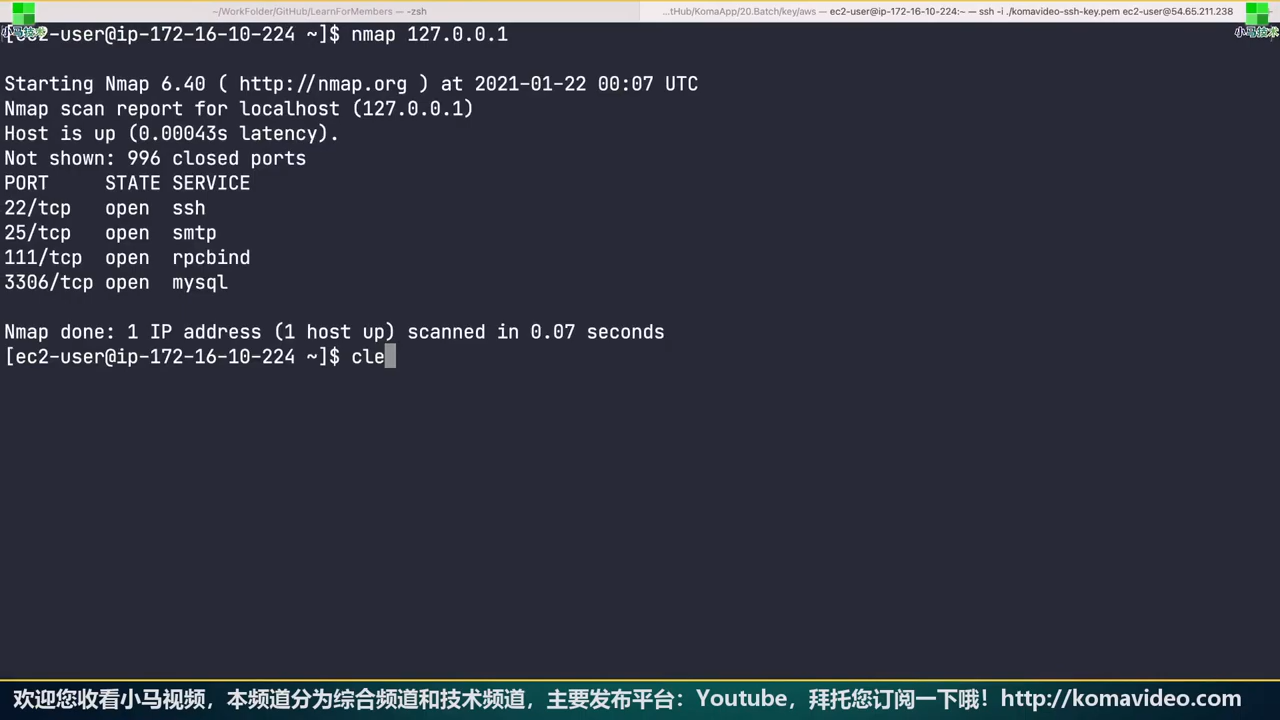 ~/WorkFolder/GitHub/LearnForMembers — -zsh
...tHub/KomaApp/20.Batch/key/aws — ec2-user@ip-172-16-10-224:~ — ssh -i ./komavideo-ssh-key.pem ec2-user@54.65.211.238
小马技术
小马技术
[ec2-user@ip-172-16-10-224 ~]$ nmap 127.0.0.1
Starting Nmap 6.40 ( http://nmap.org ) at 2021-01-22 00:07 UTC
Nmap scan report for localhost (127.0.0.1)
Host is up (0.00043s latency).
Not shown: 996 closed ports
PORT     STATE SERVICE
22/tcp   open  ssh
25/tcp   open  smtp
111/tcp  open  rpcbind
3306/tcp open  mysql
Nmap done: 1 IP address (1 host up) scanned in 0.07 seconds
[ec2-user@ip-172-16-10-224 ~]$ cle
欢迎您收看小马视频，本频道分为综合频道和技术频道，主要发布平台：Youtube，拜托您订阅一下哦！http://komavideo.com